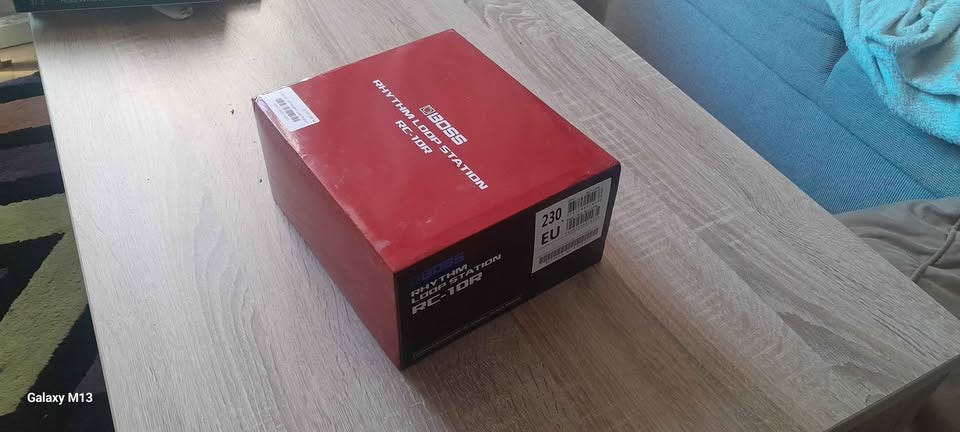 BOSS
RHYTHM LOOP STATION
RC-10R
230
EU
BOSS
RHYTHM
LOOP STATION
RC-10R
Galaxy M13